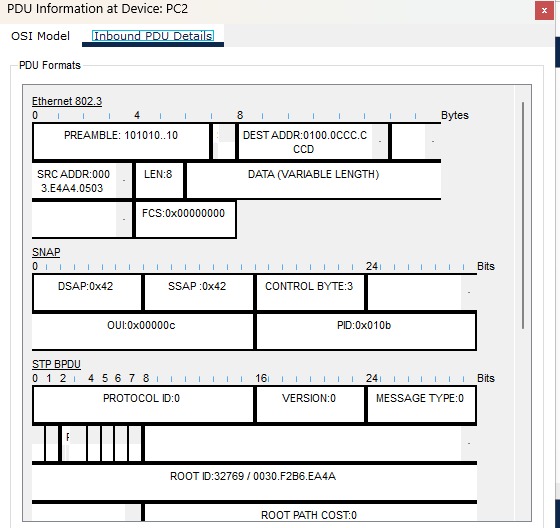 PDU Information at Device: PC2
x
OSI Model Inbound PDU Details
PDU Formats
Ethernet 802.3
0 4 8 Bytes
PREAMBLE: 101010..10 DEST ADDR:0100.0CCC.C
CCD
SRC ADDR:000 LEN:8 DATA (VARIABLE LENGTH)
3.E4A4.0503
FCS:0x00000000
SNAP
0 24 Bits
DSAP:0x42 SSAP :0x42 CONTROL BYTE:3
OUI:0x00000c PID:0x010b
STP BPDU
0 1 2 4 5 6 7 8 16 24 Bits
PROTOCOL ID:0 VERSION:0 MESSAGE TYPE:0
ROOT ID:32769 / 0030.F2B6.EA4A
ROOT PATH COST:0